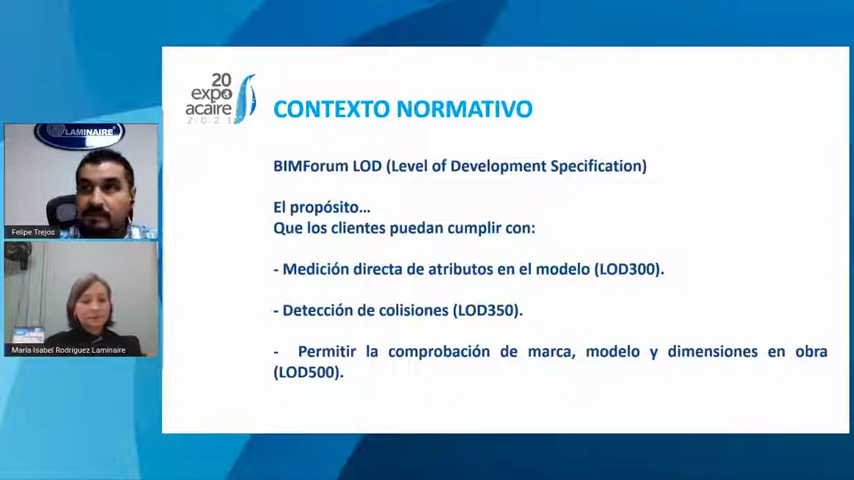 20
expo
acaire
2021
CONTEXTO NORMATIVO
BIMForum LOD (Level of Development Specification)
El propósito...
Que los clientes puedan cumplir con:
- Medición directa de atributos en el modelo (LOD300).
- Detección de colisiones (LOD350).
- Permitir la comprobación de marca, modelo y dimensiones en obra
(LOD500).
LAMINAIRE
Felipe Trejos
María Isabel Rodríguez Laminaire